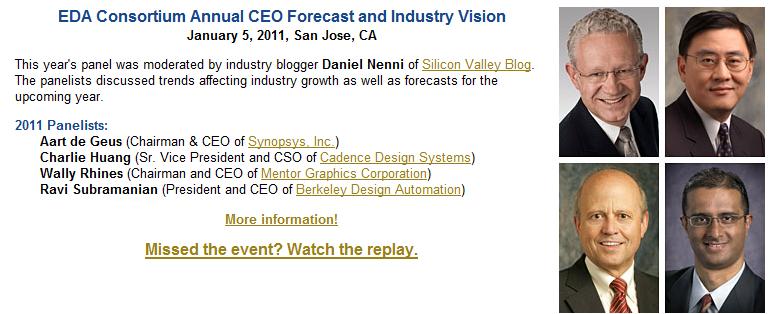 EDA Consortium Annual CEO Forecast and Industry Vision
January 5, 2011, San Jose, CA
This year's panel was moderated by industry blogger Daniel Nenni of Silicon Valley Blog.
The panelists discussed trends affecting industry growth as well as forecasts for the
upcoming year.
2011 Panelists:
Aart de Geus (Chairman & CEO of Synopsys, Inc.)
Charlie Huang (Sr. Vice President and CSO of Cadence Design Systems)
Wally Rhines (Chairman and CEO of Mentor Graphics Corporation)
Ravi Subramanian (President and CEO of Berkeley Design Automation)
More information!
Missed the event? Watch the replay.